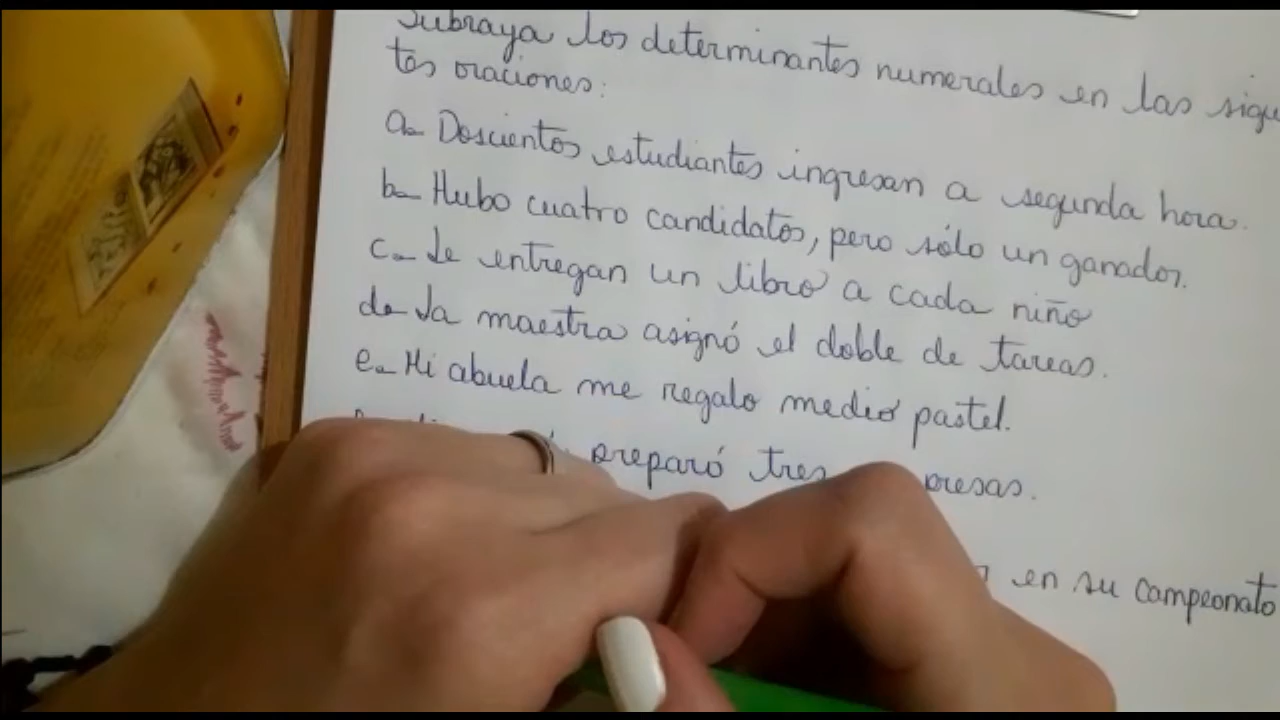 Subraya los determinantes numerales en las sigu
tes oraciones:
a.- Doscientos estudiantes ingresan a segunda hora.
b.- Hubo cuatro candidatos, pero sólo un ganador.
c.- Le entregan un libro a cada niño
d.- La maestra asignó el doble de tareas.
e.- Mi abuela me regalo medio pastel.
preparó tres
en su campeonato